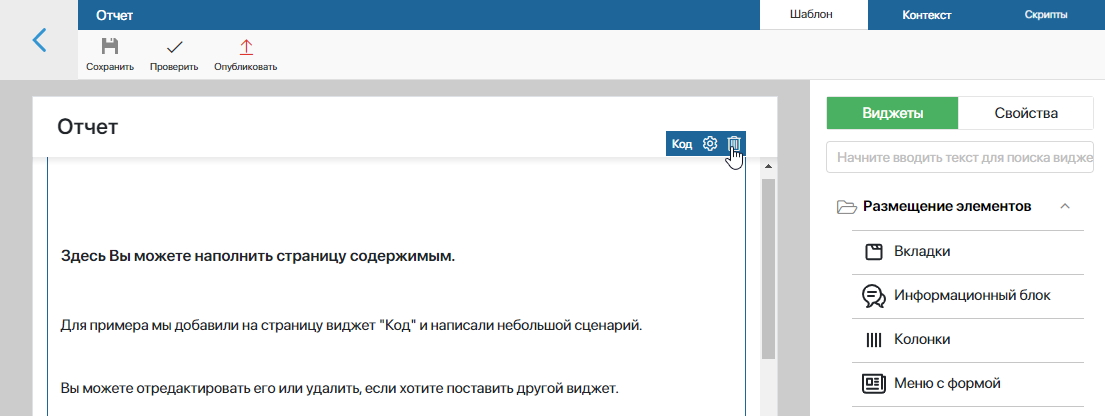 Отчет
Шаблон
Контекст
Скрипты
Сохранить
Проверить
Опубликовать
Отчет
Код
Здесь Вы можете наполнить страницу содержимым.
Для примера мы добавили на страницу виджет "Код" и написали небольшой сценарий.
Вы можете отредактировать его или удалить, если хотите поставить другой виджет.
Виджеты
Свойства
Начните вводить текст для поиска видже
Размещение элементов
Вкладки
Информационный блок
Колонки
Меню с формой